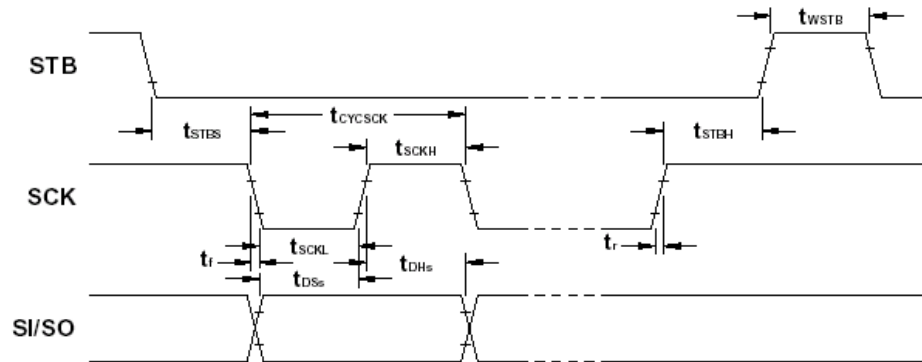 tWSTB
STB
tSTBS
tCYCSCK
tSCKH
tSTBH
SCK
tf
tSCKL
tDHs
tr
tDSs
SI/SO